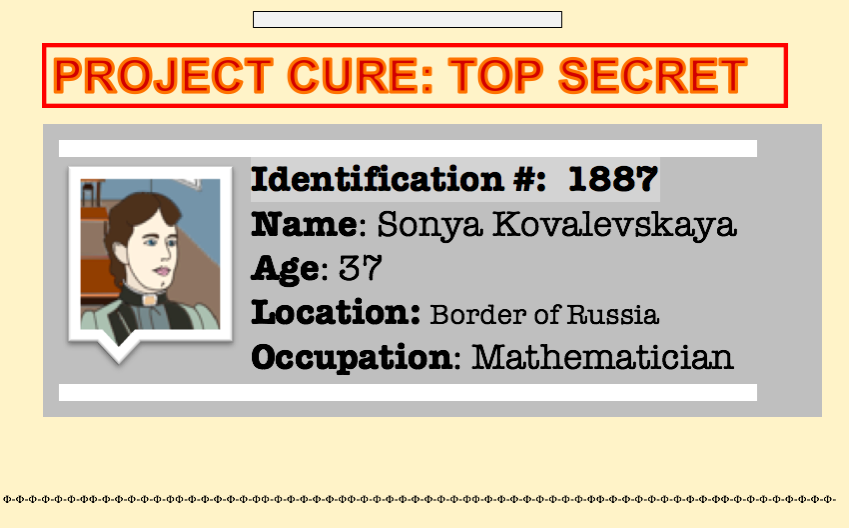 PROJECT CURE: TOP SECRET
Identification #: 1887
Name: Sonya Kovalevskaya
Age: 37
Location: Border of Russia
Occupation: Mathematician